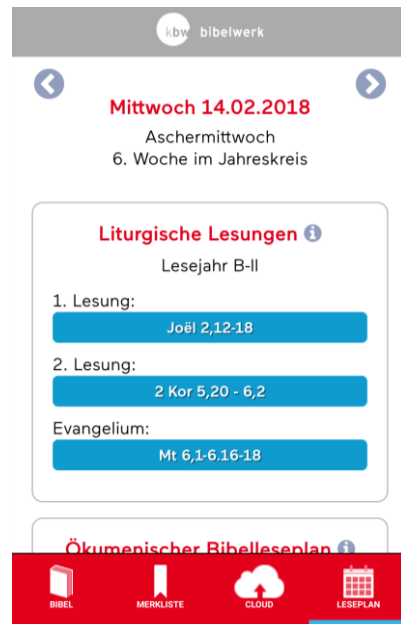 kbw bibelwerk
Mittwoch 14.02.2018
Aschermittwoch
6. Woche im Jahreskreis
Liturgische Lesungen i
Lesejahr B-II
1. Lesung:
Joël 2,12-18
2. Lesung:
2 Kor 5,20 - 6,2
Evangelium:
Mt 6,1-6.16-18
Ökumenischer Bibelleseplan i
BIBEL
MERKLISTE
CLOUD
LESEPLAN